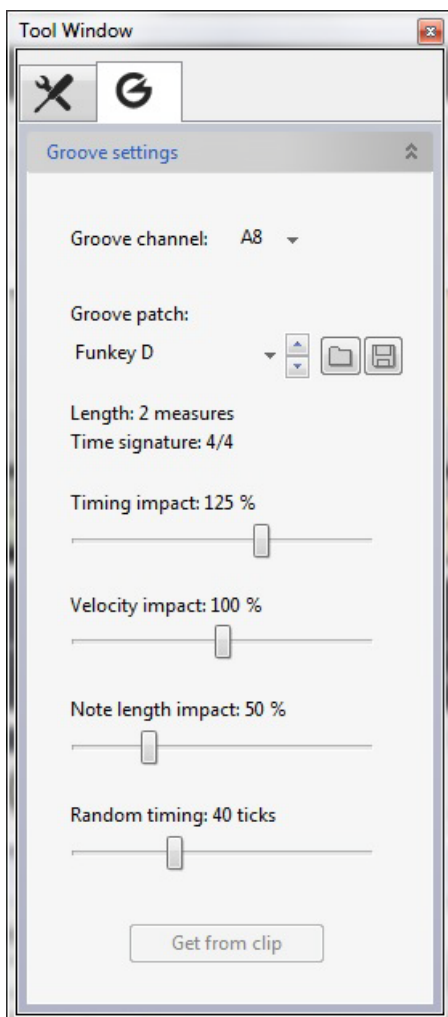 Tool Window
Groove settings
Groove channel: A8
Groove patch:
Funkey D
Length: 2 measures
Time signature: 4/4
Timing impact: 125 %
Velocity impact: 100 %
Note length impact: 50 %
Random timing: 40 ticks
Get from clip